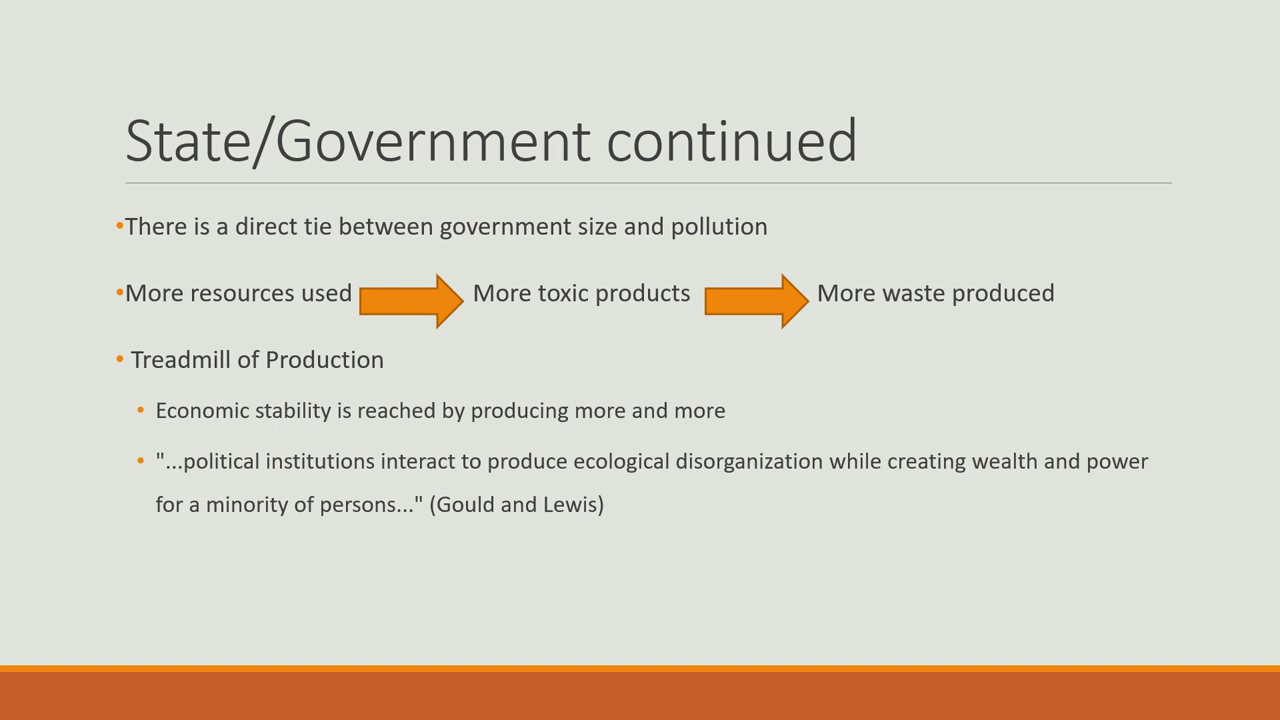 State/Government continued
•There is a direct tie between government size and pollution
•More resources used More toxic products More waste produced
• Treadmill of Production
• Economic stability is reached by producing more and more
• "...political institutions interact to produce ecological disorganization while creating wealth and power
for a minority of persons..." (Gould and Lewis)